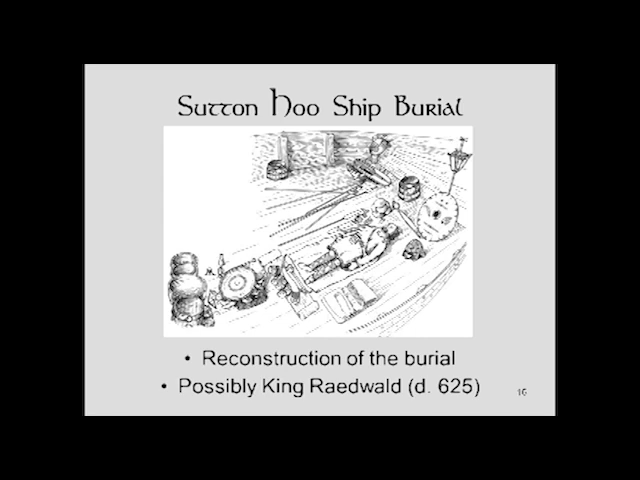 Sutton Hoo Ship Burial
• Reconstruction of the burial
• Possibly King Raedwald (d. 625)
16